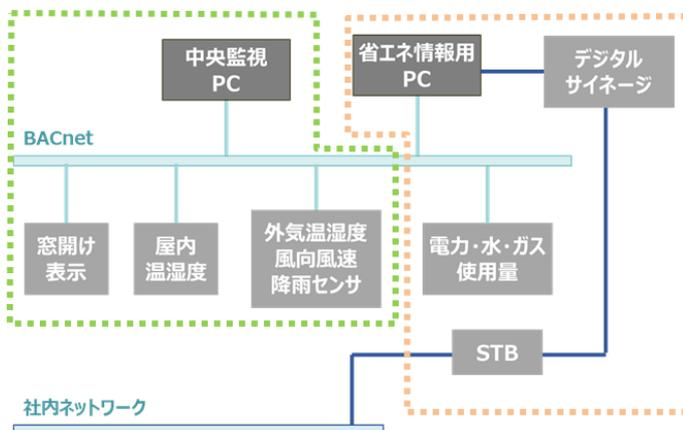 中央監視
PC
省エネ情報用
PC
デジタル
サイネージ
BACnet
窓開け
表示
屋内
温湿度
外気温湿度
風向風速
降雨センサ
電力・水・ガス
使用量
STB
社内ネットワーク